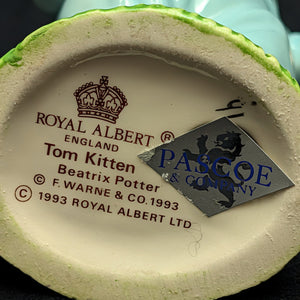 ROYAL ALBERT ®
ENGLAND
Tom Kitten
Beatrix Potter
© F. WARNE & CO. 1993
© 1993 ROYAL ALBERT LTD
PASCOE
& COMPANY